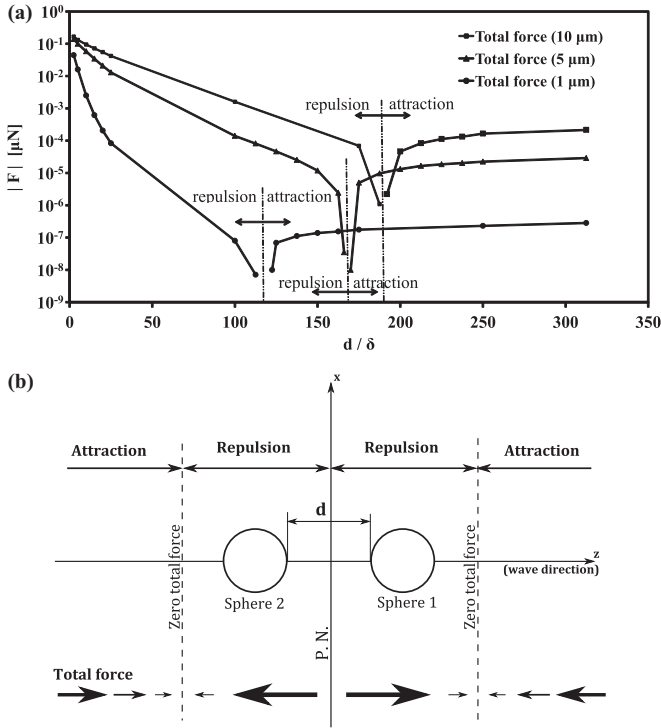 (a)
10⁰
10⁻¹
10⁻²
10⁻³
10⁻⁴
10⁻⁵
10⁻⁶
10⁻⁷
10⁻⁸
10⁻⁹
| F | [μN]
Total force (10 μm)
Total force (5 μm)
Total force (1 μm)
repulsion attraction
repulsion attraction
repulsion attraction
0 50 100 150 200 250 300 350
d / δ
(b)
x
Attraction Repulsion Repulsion Attraction
d
Zero total force
Zero total force
z
(wave direction)
Sphere 2 Sphere 1
P. N.
Total force